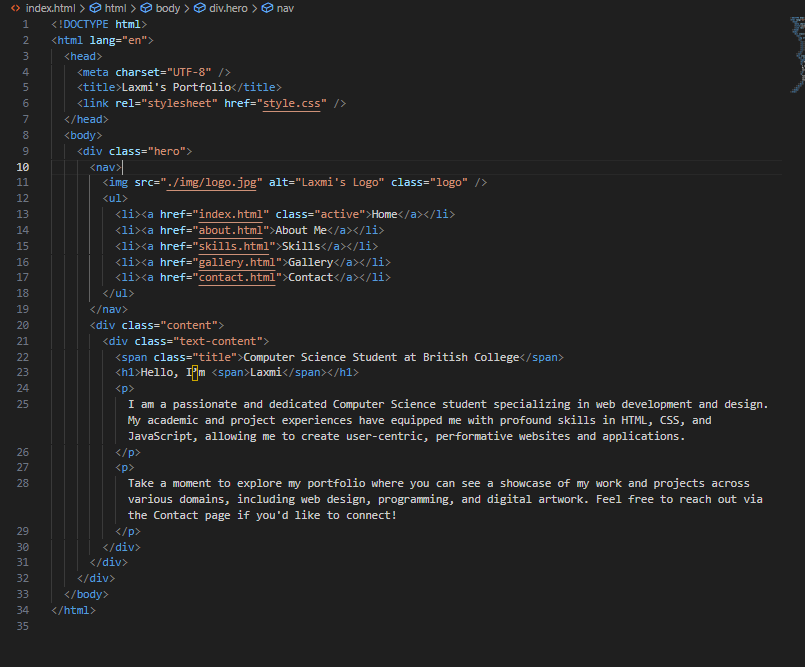 index.html > html > body > div.hero > nav
1 <!DOCTYPE html>
2 <html lang="en">
3 <head>
4 <meta charset="UTF-8" />
5 <title>Laxmi's Portfolio</title>
6 <link rel="stylesheet" href="style.css" />
7 </head>
8 <body>
9 <div class="hero">
10 <nav>
11 <img src="./img/logo.jpg" alt="Laxmi's Logo" class="logo" />
12 <ul>
13 <li><a href="index.html" class="active">Home</a></li>
14 <li><a href="about.html">About Me</a></li>
15 <li><a href="skills.html">Skills</a></li>
16 <li><a href="gallery.html">Gallery</a></li>
17 <li><a href="contact.html">Contact</a></li>
18 </ul>
19 </nav>
20 <div class="content">
21 <div class="text-content">
22 <span class="title">Computer Science Student at British College</span>
23 <h1>Hello, I’m <span>Laxmi</span></h1>
24 <p>
25 I am a passionate and dedicated Computer Science student specializing in web development and design.
My academic and project experiences have equipped me with profound skills in HTML, CSS, and
JavaScript, allowing me to create user-centric, performative websites and applications.
26 </p>
27 <p>
28 Take a moment to explore my portfolio where you can see a showcase of my work and projects across
various domains, including web design, programming, and digital artwork. Feel free to reach out via
the Contact page if you'd like to connect!
29 </p>
30 </div>
31 </div>
32 </div>
33 </body>
34 </html>
35